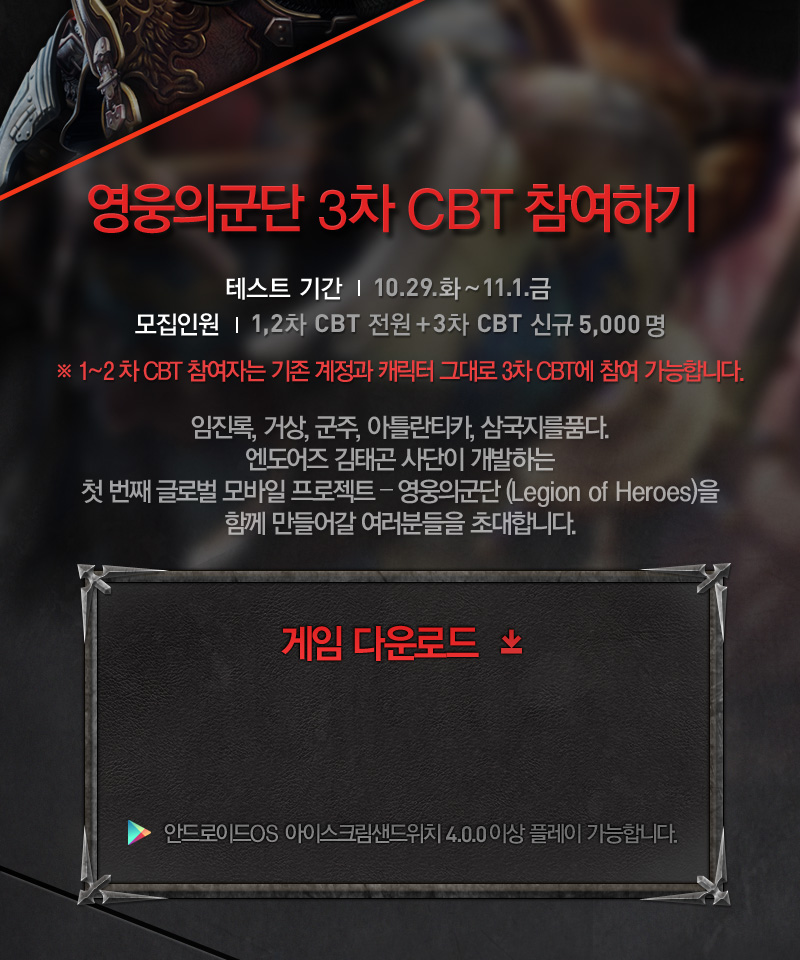 영웅의군단 3차 CBT 참여하기
테스트 기간 | 10.29.화~11.1.금
모집인원 | 1,2차 CBT 전원+3차 CBT 신규 5,000명
※ 1~2차 CBT 참여자는 기존 계정과 캐릭터 그대로 3차 CBT에 참여 가능합니다.
임진록, 거상, 군주, 아틀란티카, 삼국지를품다.
엔도어즈 김태곤 사단이 개발하는
첫 번째 글로벌 모바일 프로젝트 – 영웅의군단 (Legion of Heroes)을
함께 만들어갈 여러분들을 초대합니다.
게임 다운로드
안드로이드OS 아이스크림샌드위치 4.0.0이상 플레이 가능합니다.